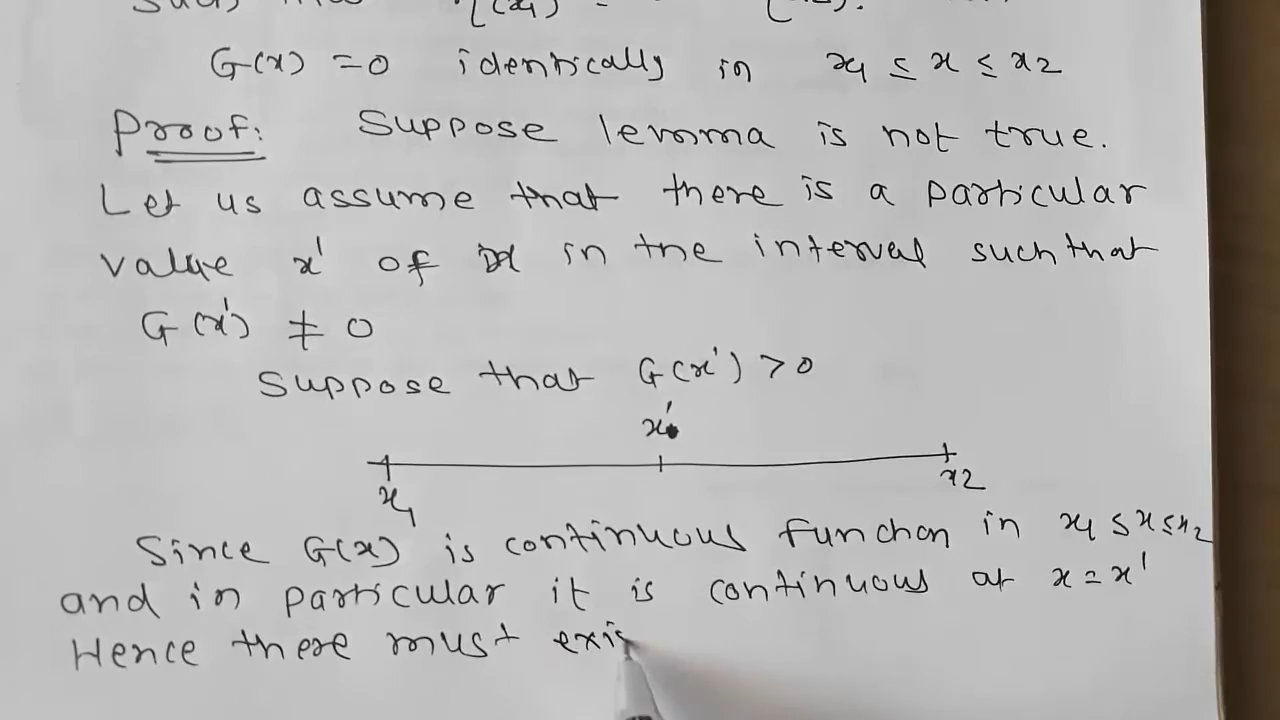 G(x) = 0 identically in x1 ≤ x ≤ x2
Proof: Suppose lemma is not true.
Let us assume that there is a particular
value x' of x in the interval such that
G(x') ≠ 0
Suppose that G(x') > 0
x'
x1 x2
Since G(x) is continuous function in x1 ≤ x ≤ x2
and in particular it is continuous at x = x'
Hence there must exis